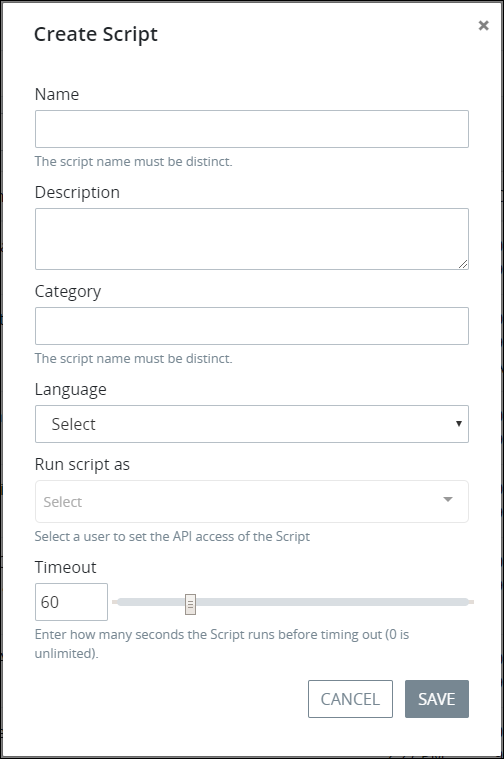 Create Script
Name
The script name must be distinct.
Description
Category
The script name must be distinct.
Language
Select
Run script as
Select
Select a user to set the API access of the Script
Timeout
60
Enter how many seconds the Script runs before timing out (0 is
unlimited).
CANCEL
SAVE